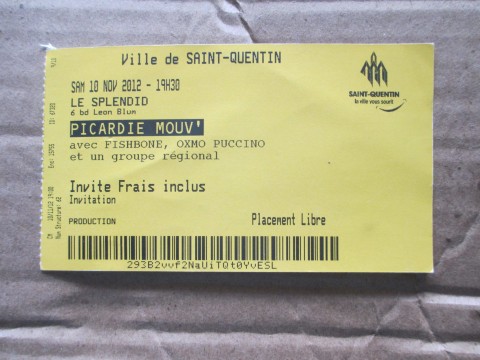 Ville de SAINT-QUENTIN
SAM 10 NOV 2012 - 19H30
LE SPLENDID
6 bd Leon Blum
PICARDIE MOUV'
avec FISHBONE, OXMO PUCCINO
et un groupe régional
Invite Frais inclus
Invitation
PRODUCTION
Placement Libre
293B2vvf2NaUiTQt0YvESL
SAINT-QUENTIN
la ville vous sourit